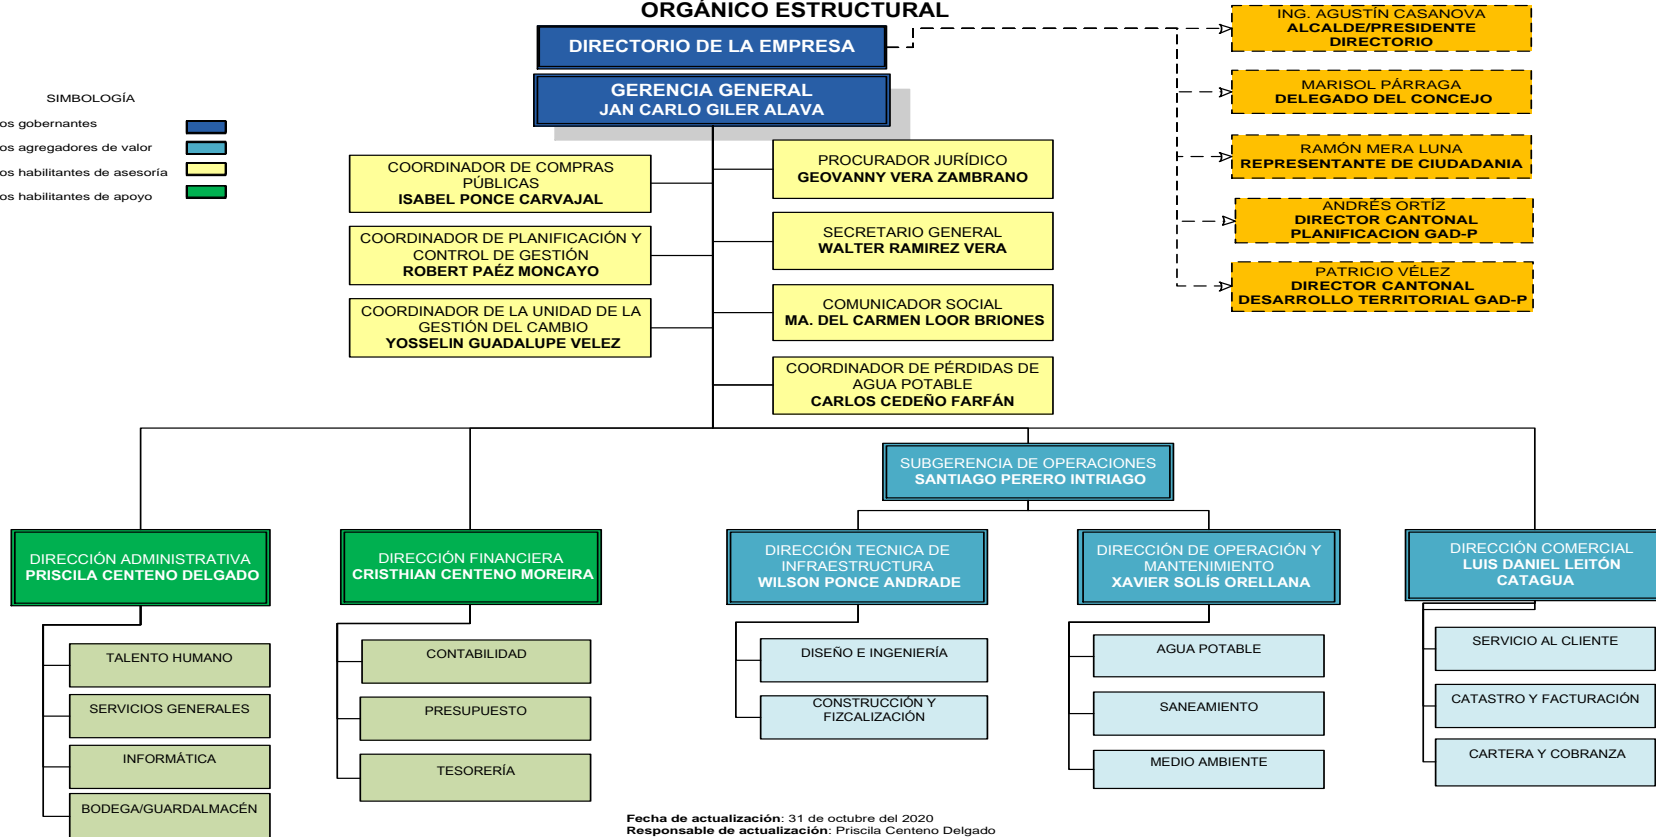 ORGÁNICO ESTRUCTURAL
DIRECTORIO DE LA EMPRESA
GERENCIA GENERAL
JAN CARLO GILER ALAVA
ING. AGUSTÍN CASANOVA
ALCALDE/PRESIDENTE
DIRECTORIO
MARISOL PÁRRAGA
DELEGADO DEL CONCEJO
RAMÓN MERA LUNA
REPRESENTANTE DE CIUDADANIA
ANDRÉS ORTÍZ
DIRECTOR CANTONAL
PLANIFICACION GAD-P
PATRICIO VÉLEZ
DIRECTOR CANTONAL
DESARROLLO TERRITORIAL GAD-P
SIMBOLOGÍA
os gobernantes
os agregadores de valor
os habilitantes de asesoría
os habilitantes de apoyo
COORDINADOR DE COMPRAS
PÚBLICAS
ISABEL PONCE CARVAJAL
COORDINADOR DE PLANIFICACIÓN Y
CONTROL DE GESTIÓN
ROBERT PAÉZ MONCAYO
COORDINADOR DE LA UNIDAD DE LA
GESTIÓN DEL CAMBIO
YOSSELIN GUADALUPE VELEZ
PROCURADOR JURÍDICO
GEOVANNY VERA ZAMBRANO
SECRETARIO GENERAL
WALTER RAMIREZ VERA
COMUNICADOR SOCIAL
MA. DEL CARMEN LOOR BRIONES
COORDINADOR DE PÉRDIDAS DE
AGUA POTABLE
CARLOS CEDEÑO FARFÁN
SUBGERENCIA DE OPERACIONES
SANTIAGO PERERO INTRIAGO
DIRECCIÓN ADMINISTRATIVA
PRISCILA CENTENO DELGADO
TALENTO HUMANO
SERVICIOS GENERALES
INFORMÁTICA
BODEGA/GUARDALMACÉN
DIRECCIÓN FINANCIERA
CRISTHIAN CENTENO MOREIRA
CONTABILIDAD
PRESUPUESTO
TESORERÍA
DIRECCIÓN TECNICA DE
INFRAESTRUCTURA
WILSON PONCE ANDRADE
DISEÑO E INGENIERÍA
CONSTRUCCIÓN Y
FIZCALIZACIÓN
DIRECCIÓN DE OPERACIÓN Y
MANTENIMIENTO
XAVIER SOLÍS ORELLANA
AGUA POTABLE
SANEAMIENTO
MEDIO AMBIENTE
DIRECCIÓN COMERCIAL
LUIS DANIEL LEITÓN
CATAGUA
SERVICIO AL CLIENTE
CATASTRO Y FACTURACIÓN
CARTERA Y COBRANZA
Fecha de actualización: 31 de octubre del 2020
Responsable de actualización: Priscila Centeno Delgado